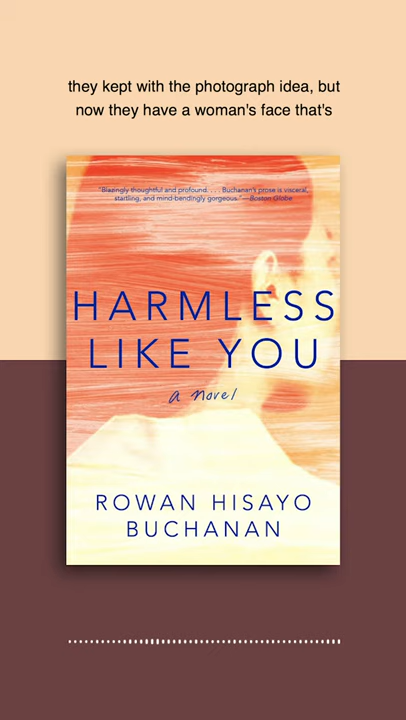 they kept with the photograph idea, but
now they have a woman's face that's
"Blazingly thoughtful and profound. . . . Buchanan's prose is visceral,
startling, and mind-bendingly gorgeous." —Boston Globe
HARMLESS
LIKE YOU
a novel
ROWAN HISAYO
BUCHANAN